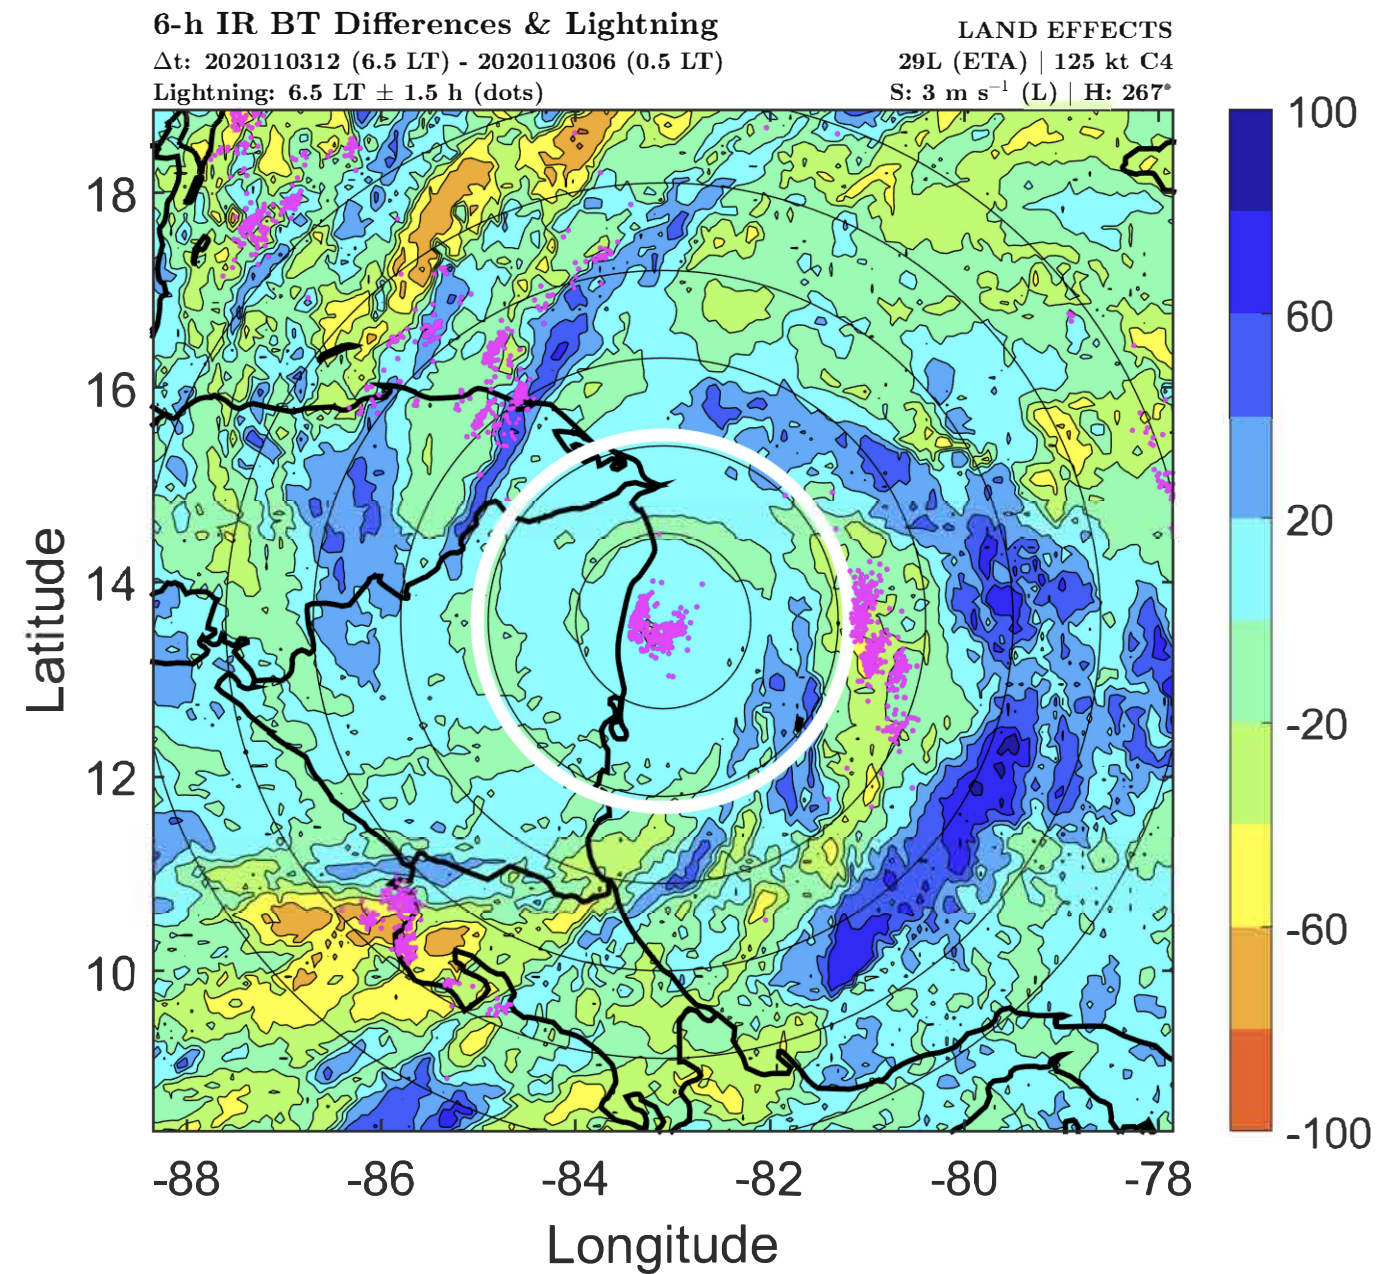 6-h IR BT Differences & Lightning
LAND EFFECTS
Δt: 2020110312 (6.5 LT) - 2020110306 (0.5 LT)
29L (ETA) | 125 kt C4
Lightning: 6.5 LT ± 1.5 h (dots)
S: 3 m s⁻¹ (L) | H: 267°
100
60
20
-20
-60
-100
18
16
14
12
10
Latitude
-88
-86
-84
-82
-80
-78
Longitude